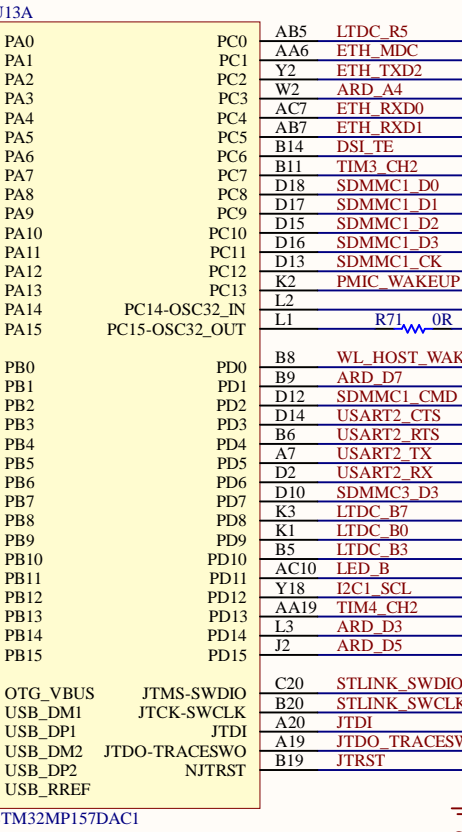 U13A
PA0 PC0 AB5 LTDC_R5
PA1 PC1 AA6 ETH_MDC
PA2 PC2 Y2 ETH_TXD2
PA3 PC3 W2 ARD_A4
PA4 PC4 AC7 ETH_RXD0
PA5 PC5 AB7 ETH_RXD1
PA6 PC6 B14 DSI_TE
PA7 PC7 B11 TIM3_CH2
PA8 PC8 D18 SDMMC1_D0
PA9 PC9 D17 SDMMC1_D1
PA10 PC10 D15 SDMMC1_D2
PA11 PC11 D16 SDMMC1_D3
PA12 PC12 D13 SDMMC1_CK
PA13 PC13 K2 PMIC_WAKEUP
PA14 PC14-OSC32_IN L2
PA15 PC15-OSC32_OUT L1 R71 0R
PB0 PD0 B8 WL_HOST_WAK
PB1 PD1 B9 ARD_D7
PB2 PD2 D12 SDMMC1_CMD
PB3 PD3 D14 USART2_CTS
PB4 PD4 B6 USART2_RTS
PB5 PD5 A7 USART2_TX
PB6 PD6 D2 USART2_RX
PB7 PD7 D10 SDMMC3_D3
PB8 PD8 K3 LTDC_B7
PB9 PD9 K1 LTDC_B0
PB10 PD10 B5 LTDC_B3
PB11 PD11 AC10 LED_B
PB12 PD12 Y18 I2C1_SCL
PB13 PD13 AA19 TIM4_CH2
PB14 PD14 L3 ARD_D3
PB15 PD15 J2 ARD_D5
OTG_VBUS JTMS-SWDIO C20 STLINK_SWDIO
USB_DM1 JTCK-SWCLK B20 STLINK_SWCLK
USB_DP1 JTDI A20 JTDI
USB_DM2 JTDO-TRACESWO A19 JTDO_TRACESW
USB_DP2 NJTRST B19 JTRST
USB_RREF
TM32MP157DAC1